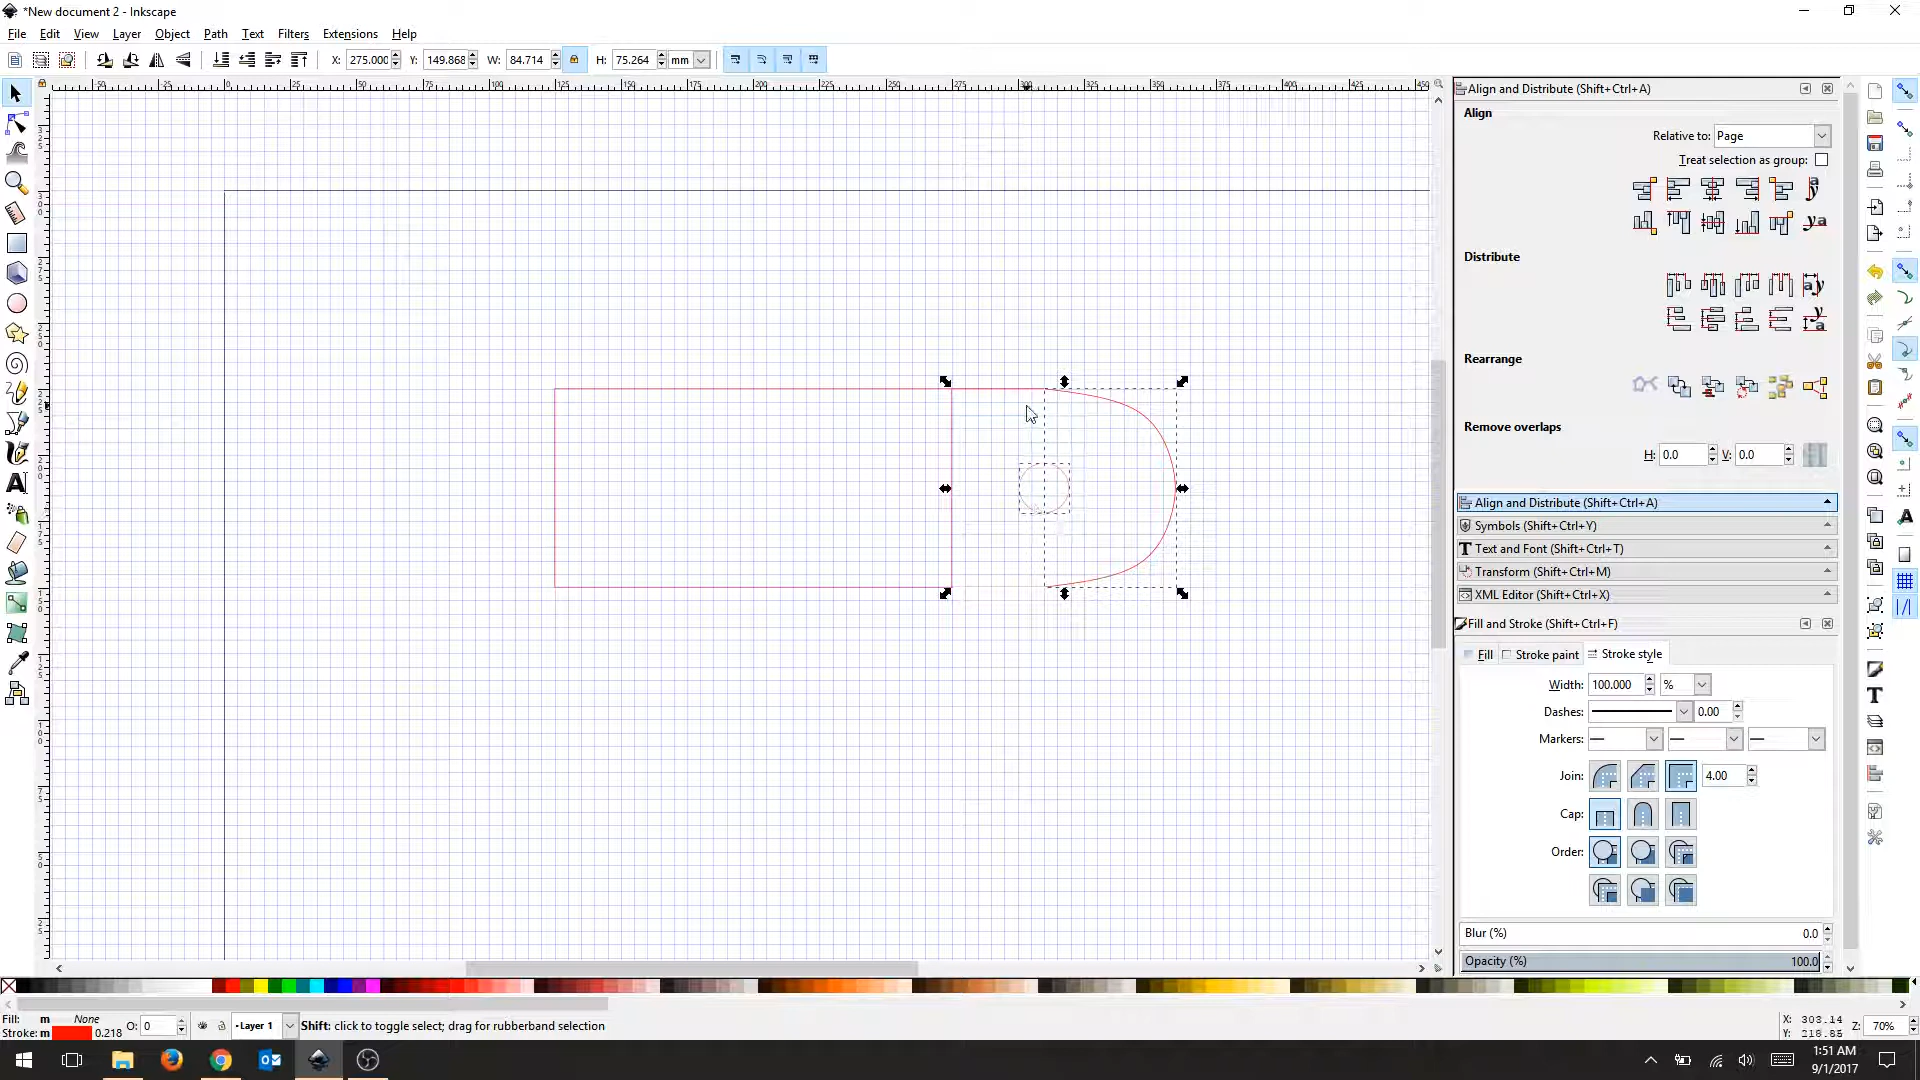 *New document 2 - Inkscape
File Edit View Layer Object Path Text Filters Extensions Help
X: 275.000 Y: 149.868 W: 84.714 H: 75.264 mm
Align and Distribute (Shift+Ctrl+A)
Align
Relative to: Page
Treat selection as group:
Distribute
Rearrange
Remove overlaps
H: 0.0 V: 0.0
Align and Distribute (Shift+Ctrl+A)
Symbols (Shift+Ctrl+Y)
Text and Font (Shift+Ctrl+T)
Transform (Shift+Ctrl+M)
XML Editor (Shift+Ctrl+X)
Fill and Stroke (Shift+Ctrl+F)
Fill Stroke paint Stroke style
Width: 100.000 %
Dashes: 0.00
Markers:
Join: 4.00
Cap:
Order:
Blur (%) 0.0
Opacity (%) 100.0
Fill: m None O: 0 Layer 1 Shift: click to toggle select; drag for rubberband selection X: 303.14 Z: 70%
Stroke: m 0.218 Y: 218.85
1:51 AM
9/1/2017